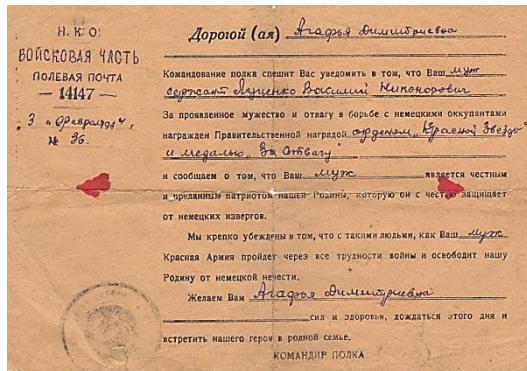 Н. К. О.
ВОЙСКОВАЯ ЧАСТЬ
ПОЛЕВАЯ ПОЧТА
— 14147 —
„3" февраля 194 г.
№ 36.
Дорогой (ая) Агафья Димитриевна
Командование полка спешит Вас уведомить в том, что Ваш муж
сержант Луценко Василий Никонорович
За проявленное мужество и отвагу в борьбе с немецкими оккупантами
награжден Правительственной наградой орденом „Красной Звезды"
и медалью „За Отвагу"
и сообщаем о том, что Ваш муж является честным
и преданным патриотом нашей Родины, которую он с честью защищает
от немецких извергов.
Мы крепко убеждены в том, что с такими людьми, как Ваш муж
Красная Армия пройдет через все трудности войны и освободит нашу
Родину от немецкой нечисти.
Желаем Вам Агафья Димитриевна
сил и здоровья, дождаться этого дня и
встретить нашего героя в родной семье.
КОМАНДИР ПОЛКА